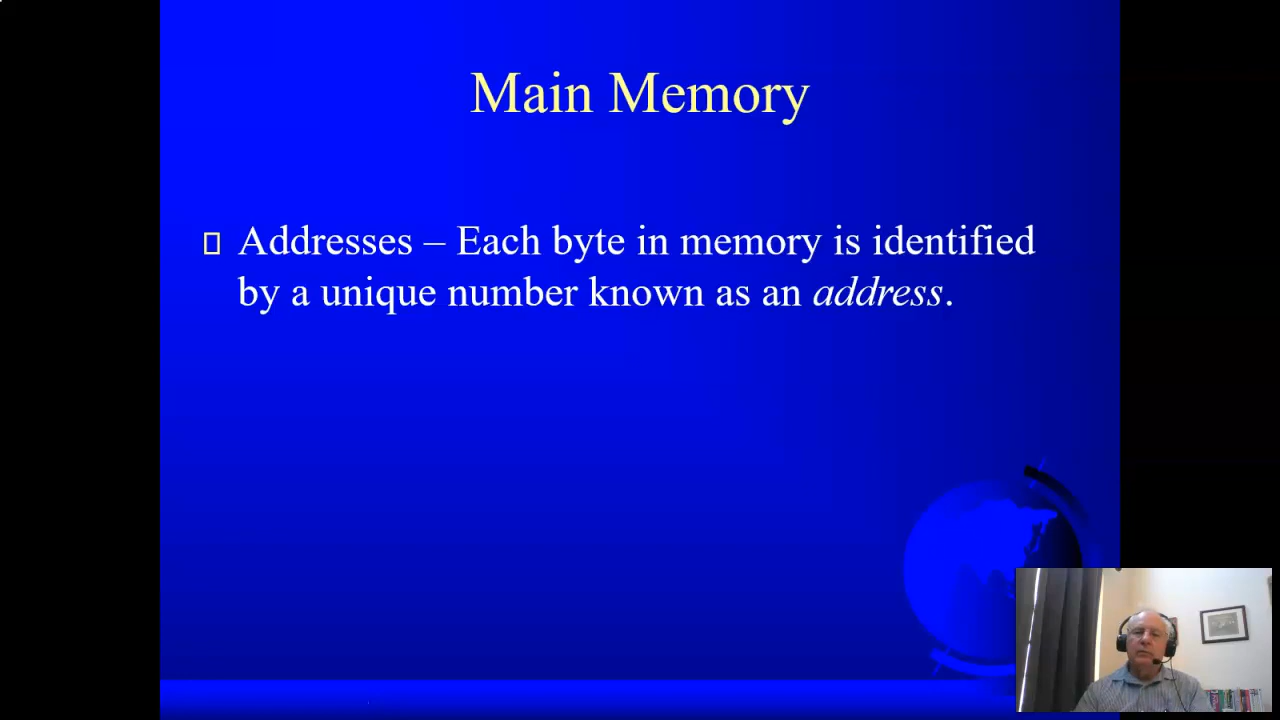 Main Memory
Addresses – Each byte in memory is identified
by a unique number known as an address.